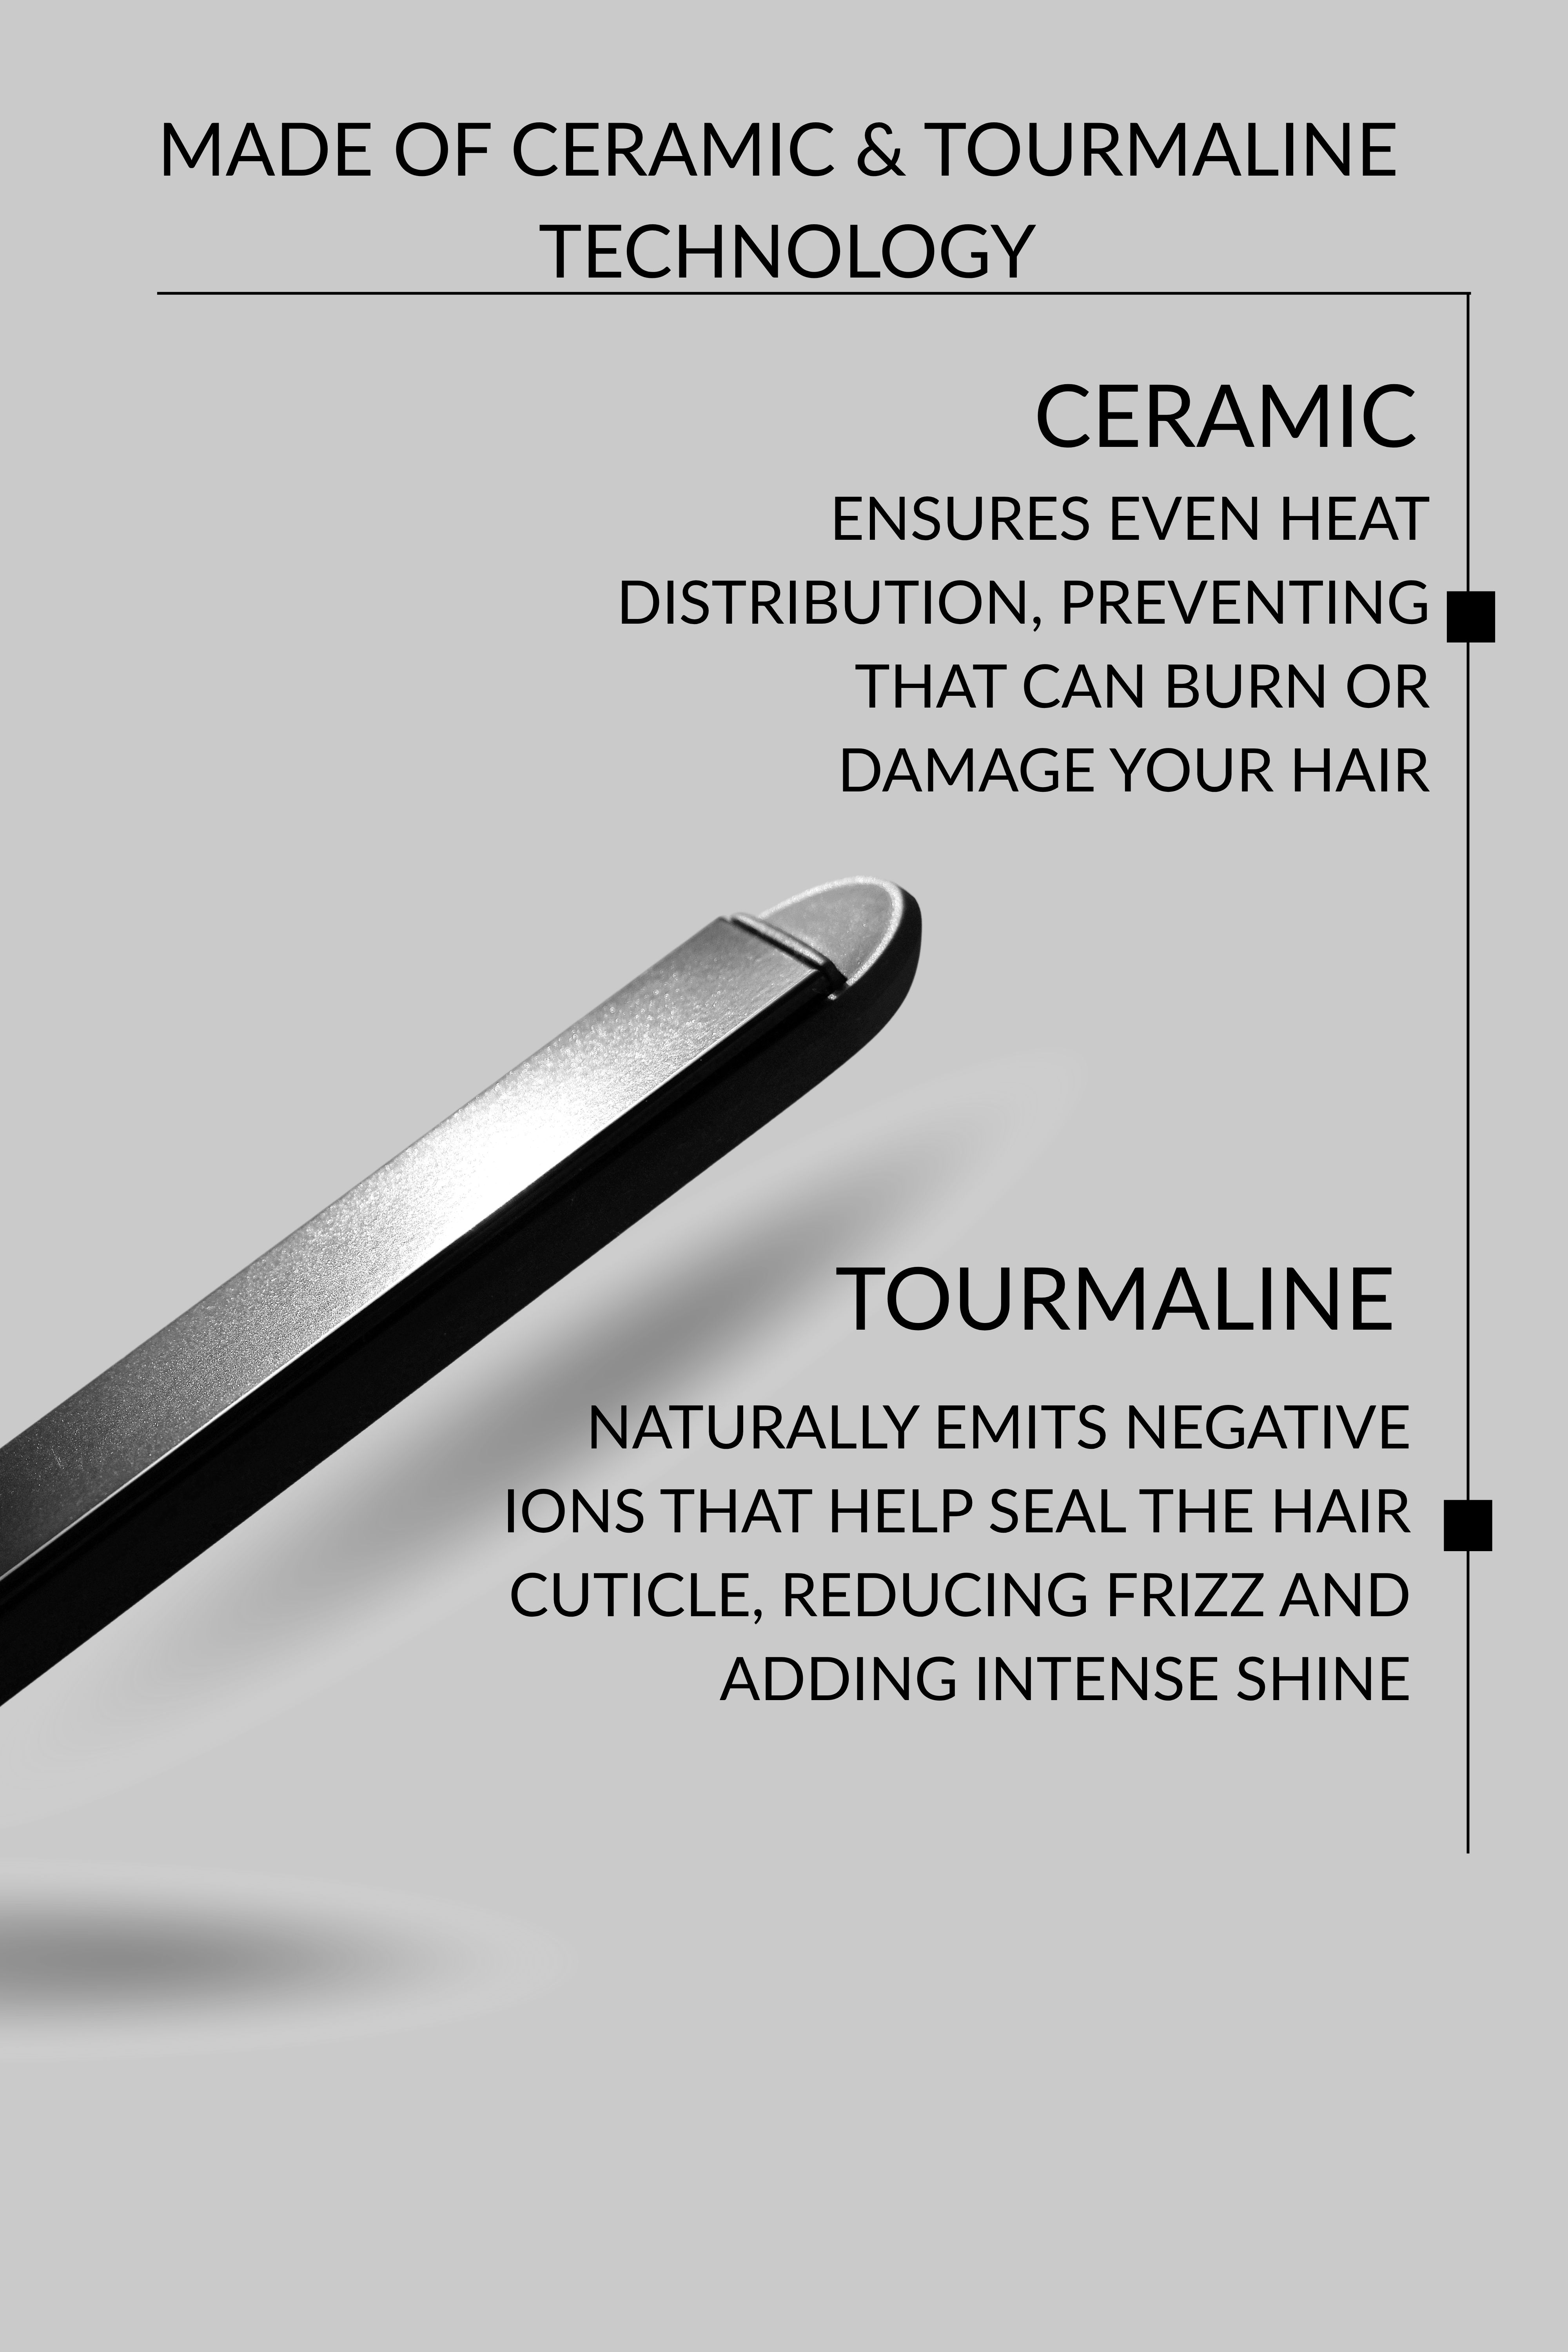 MADE OF CERAMIC & TOURMALINE
TECHNOLOGY
CERAMIC
ENSURES EVEN HEAT
DISTRIBUTION, PREVENTING
THAT CAN BURN OR
DAMAGE YOUR HAIR
TOURMALINE
NATURALLY EMITS NEGATIVE
IONS THAT HELP SEAL THE HAIR
CUTICLE, REDUCING FRIZZ AND
ADDING INTENSE SHINE